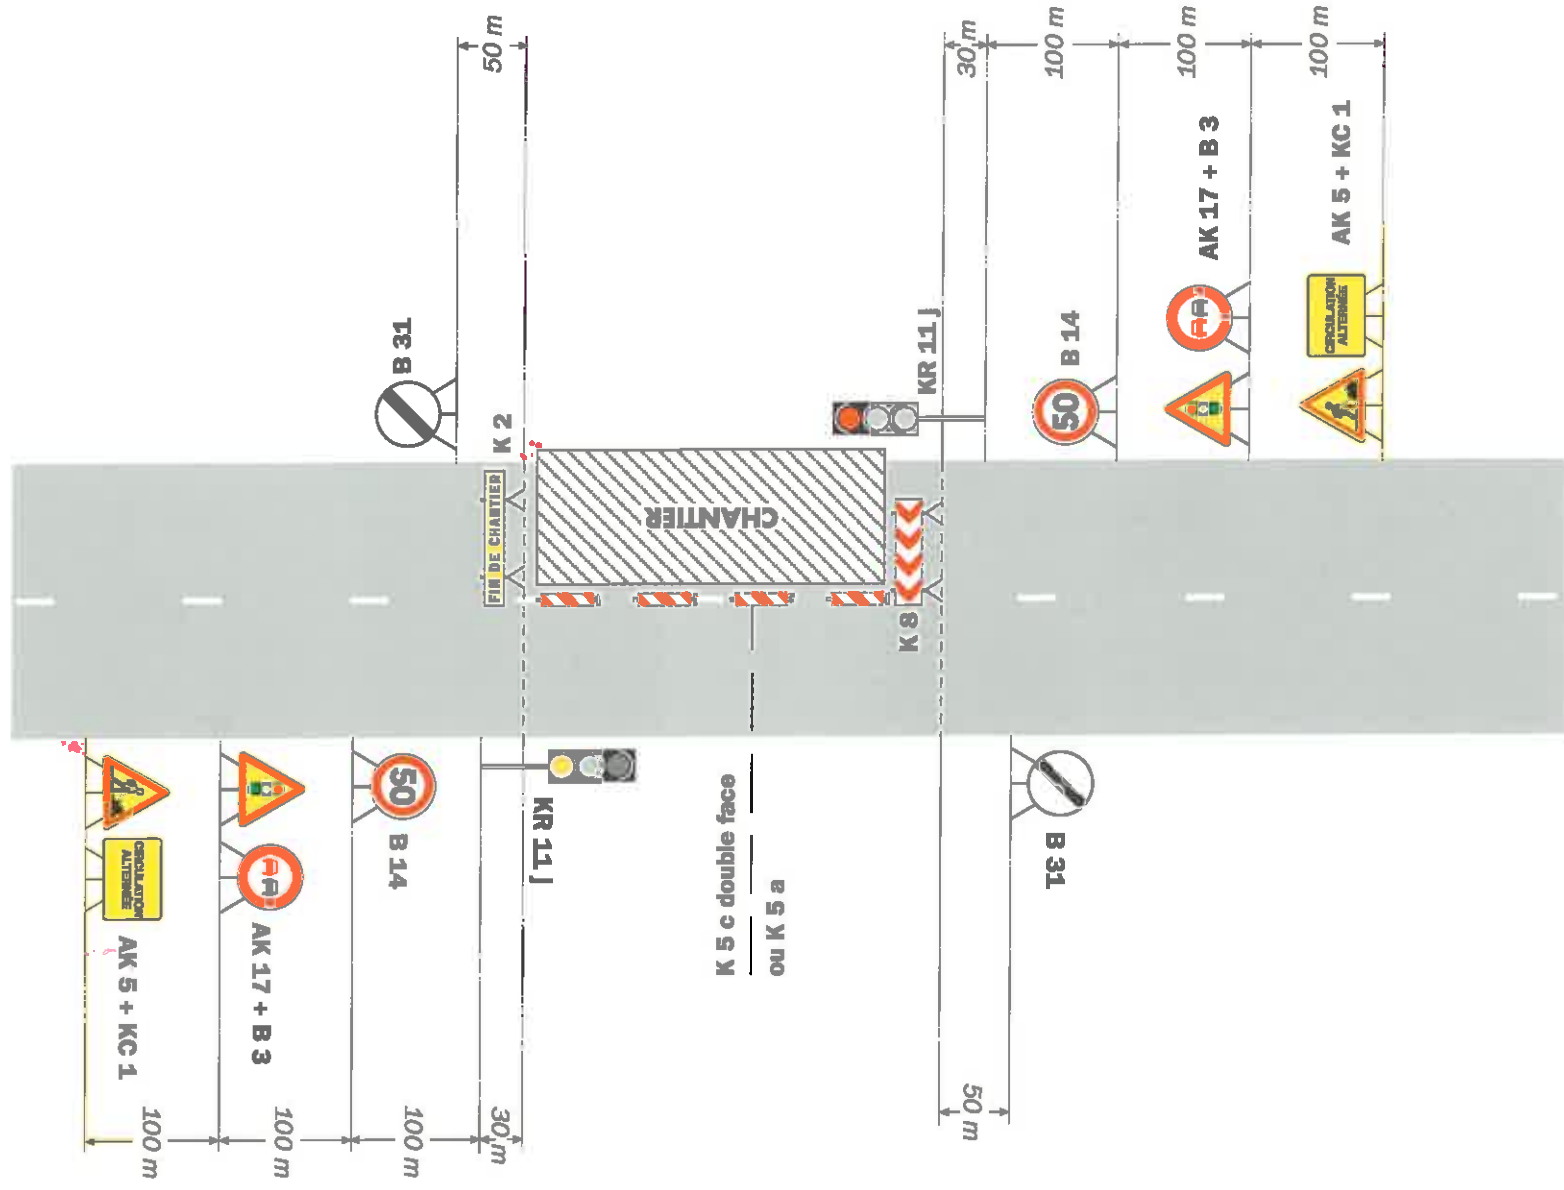 50 m
30 m
100 m
100 m
100 m
AK 5 + KC 1
AK 17 + B 3
CIRCULATION
ALTERNÉE
B 31
K 2
KR 11 j
B 14
50
FIN DE CHANTIER
CHANTIER
K 8
50
B 14
KR 11 j
CIRCULATION
ALTERNÉE
AK 5 + KC 1
AK 17 + B 3
K 5 c double face
ou K 5 a
B 31
100 m
100 m
100 m
30 m
50 m